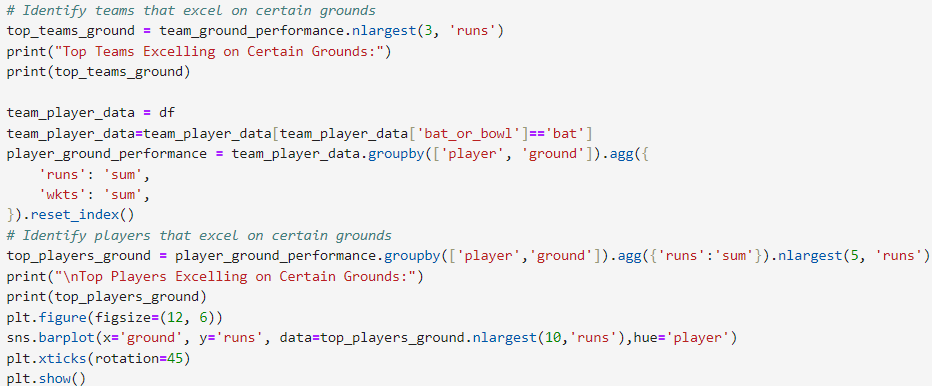 # Identify teams that excel on certain grounds
top_teams_ground = team_ground_performance.nlargest(3, 'runs')
print("Top Teams Excelling on Certain Grounds:")
print(top_teams_ground)

team_player_data = df
team_player_data=team_player_data[team_player_data['bat_or_bowl']=='bat']
player_ground_performance = team_player_data.groupby(['player', 'ground']).agg({
    'runs': 'sum',
    'wkts': 'sum',
}).reset_index()
# Identify players that excel on certain grounds
top_players_ground = player_ground_performance.groupby(['player','ground']).agg({'runs':'sum'}).nlargest(5, 'runs')
print("\nTop Players Excelling on Certain Grounds:")
print(top_players_ground)
plt.figure(figsize=(12, 6))
sns.barplot(x='ground', y='runs', data=top_players_ground.nlargest(10,'runs'),hue='player')
plt.xticks(rotation=45)
plt.show()